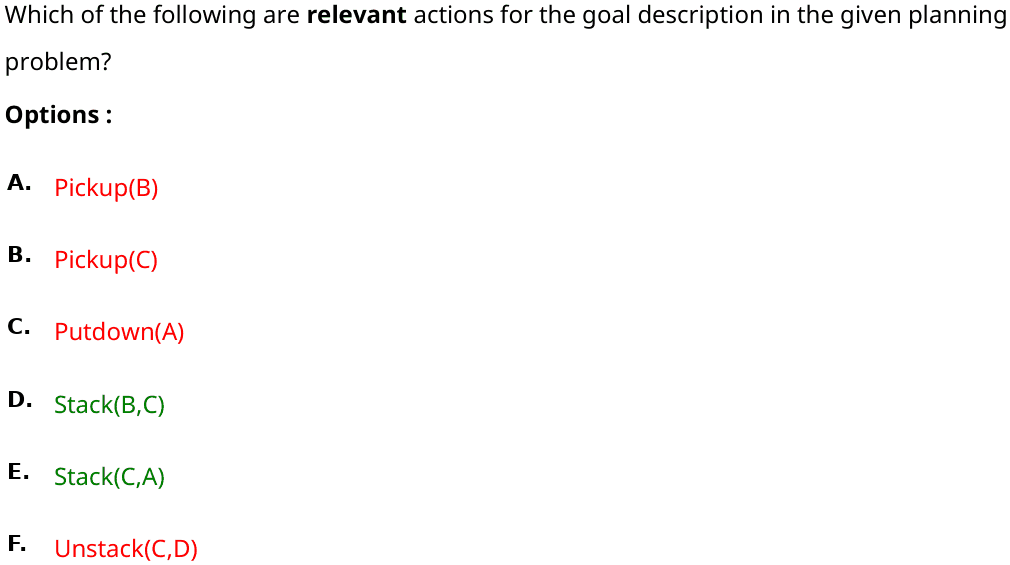 Which of the following are relevant actions for the goal description in the given planning
problem?
Options :
A. Pickup(B)
B. Pickup(C)
C. Putdown(A)
D. Stack(B,C)
E. Stack(C,A)
F. Unstack(C,D)